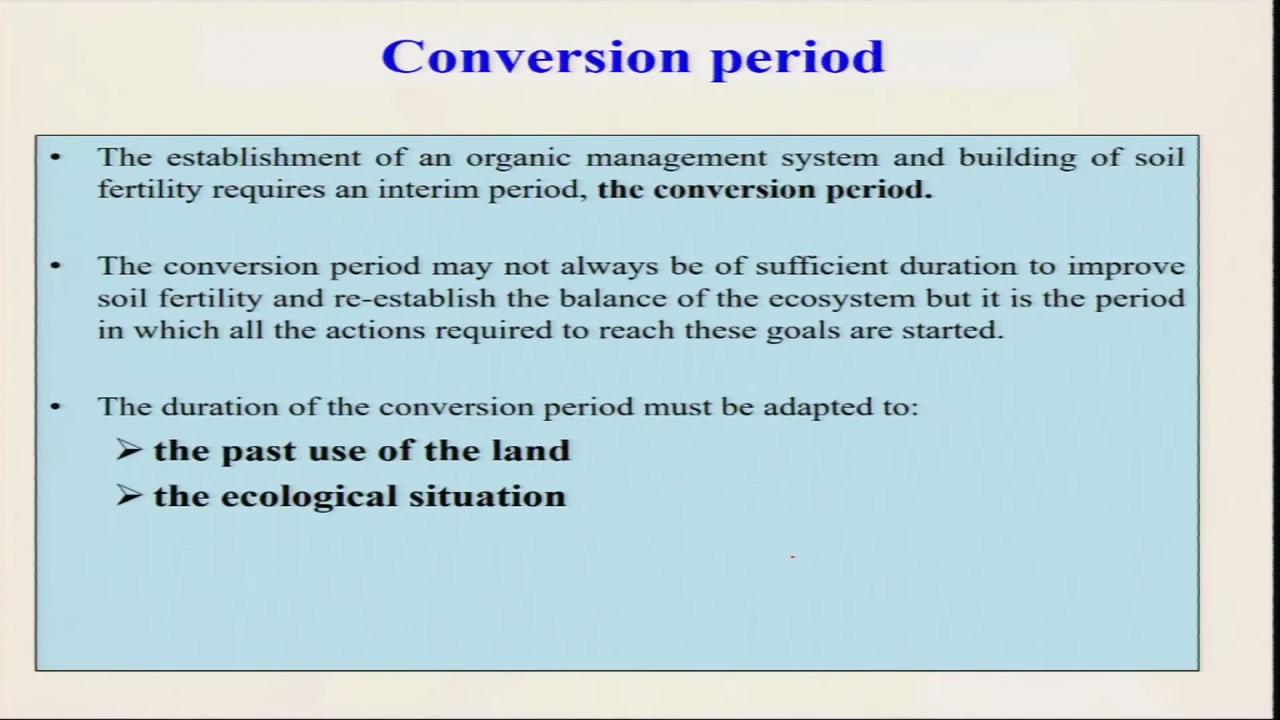 Conversion period
• The establishment of an organic management system and building of soil
fertility requires an interim period, the conversion period.
• The conversion period may not always be of sufficient duration to improve
soil fertility and re-establish the balance of the ecosystem but it is the period
in which all the actions required to reach these goals are started.
• The duration of the conversion period must be adapted to:
➢ the past use of the land
➢ the ecological situation